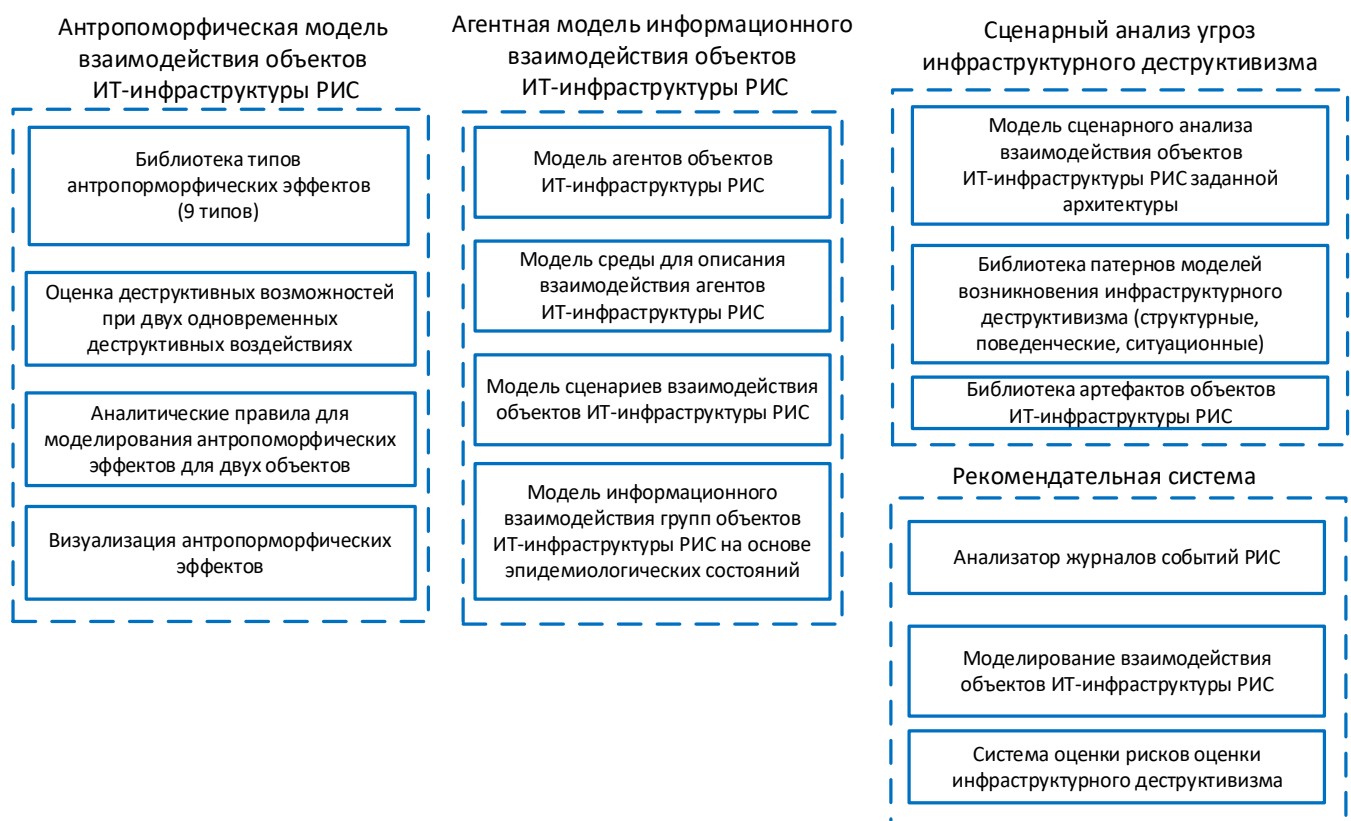 Антропоморфическая модель
взаимодействия объектов
ИТ-инфраструктуры РИС
Библиотека типов
антропорморфических эффектов
(9 типов)
Оценка деструктивных возможностей
при двух одновременных
деструктивных воздействиях
Аналитические правила для
моделирования антропоморфических
эффектов для двух объектов
Визуализация антропорморфических
эффектов
Агентная модель информационного
взаимодействия объектов
ИТ-инфраструктуры РИС
Модель агентов объектов
ИТ-инфраструктуры РИС
Модель среды для описания
взаимодействия агентов
ИТ-инфраструктуры РИС
Модель сценариев взаимодействия
объектов ИТ-инфраструктуры РИС
Модель информационного
взаимодействия групп объектов
ИТ-инфраструктуры РИС на основе
эпидемиологических состояний
Сценарный анализ угроз
инфраструктурного деструктивизма
Модель сценарного анализа
взаимодействия объектов
ИТ-инфраструктуры РИС заданной
архитектуры
Библиотека патернов моделей
возникновения инфраструктурного
деструктивизма (структурные,
поведенческие, ситуационные)
Библиотека артефактов объектов
ИТ-инфраструктуры РИС
Рекомендательная система
Анализатор журналов событий РИС
Моделирование взаимодействия
объектов ИТ-инфраструктуры РИС
Система оценки рисков оценки
инфраструктурного деструктивизма